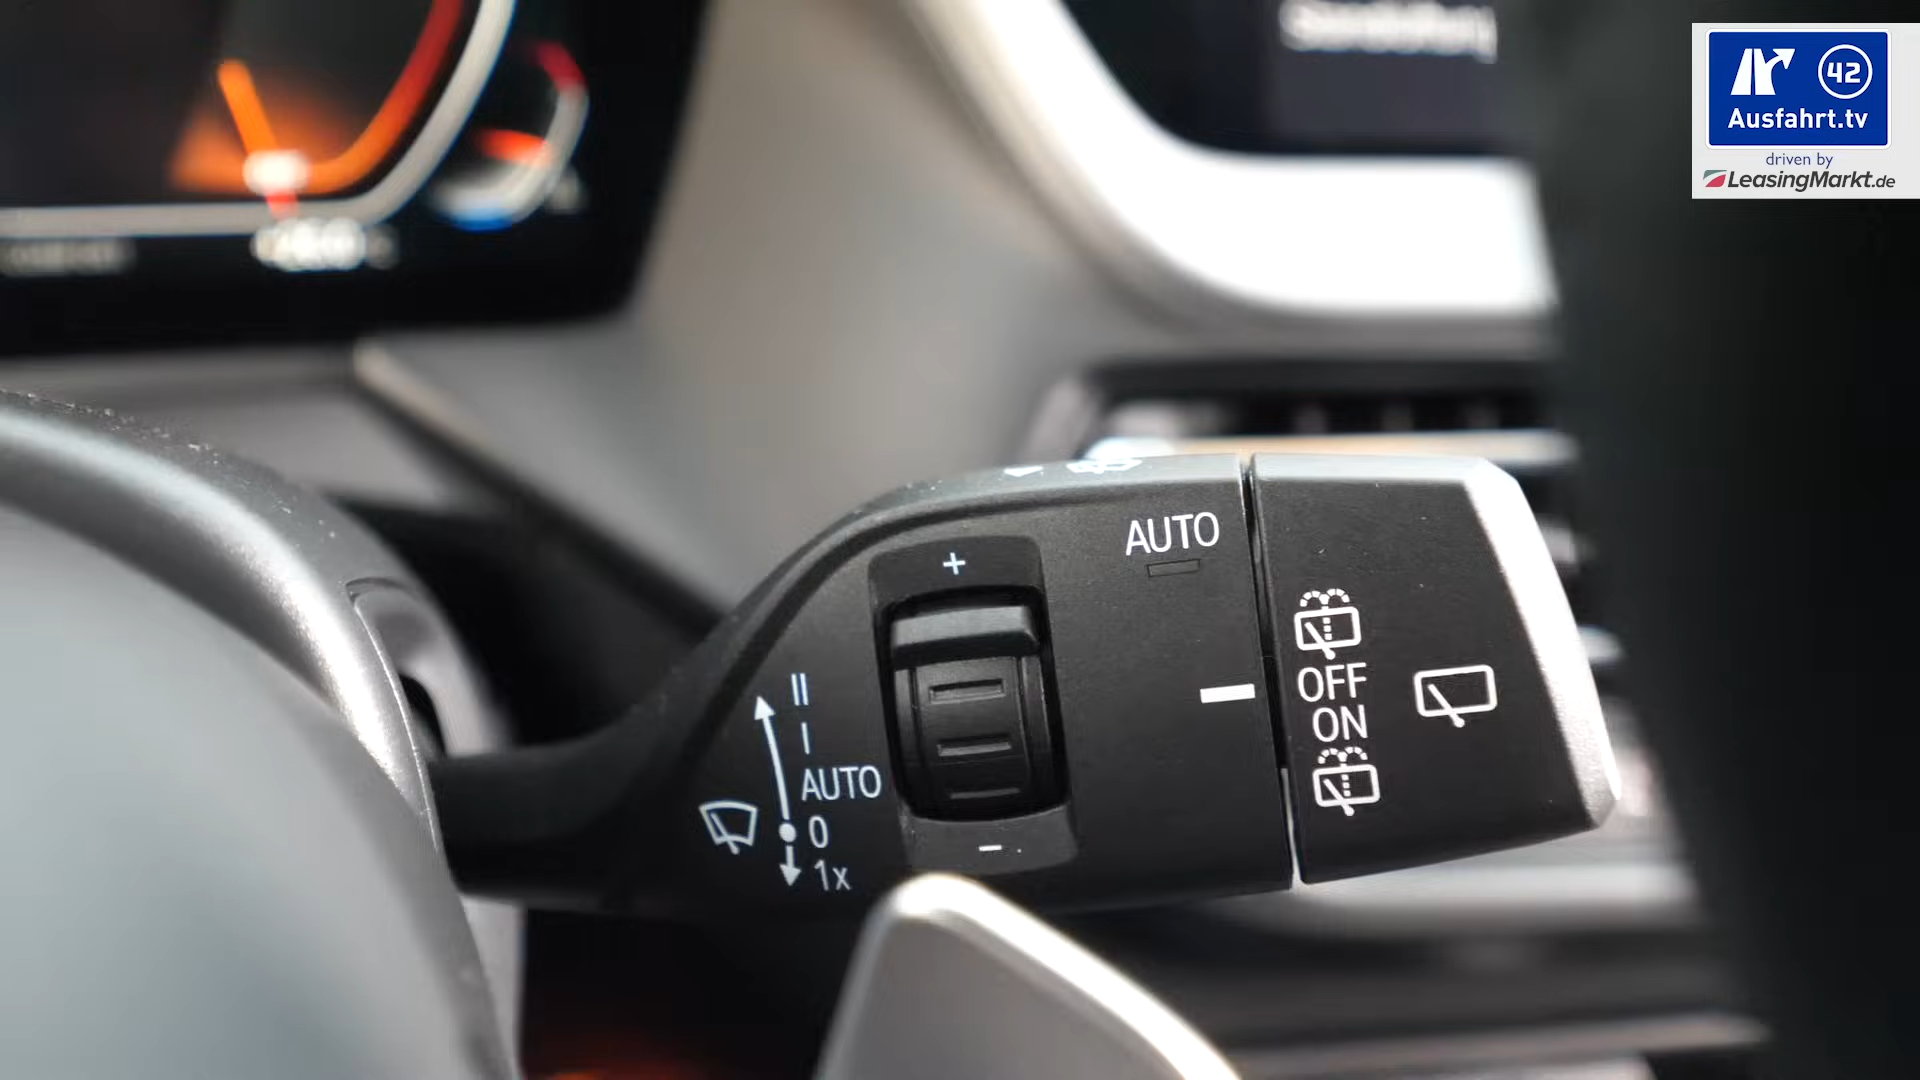 42
Ausfahrt.tv
driven by
LeasingMarkt.de
AUTO
+
II
I
AUTO
0
1x
-
OFF
ON